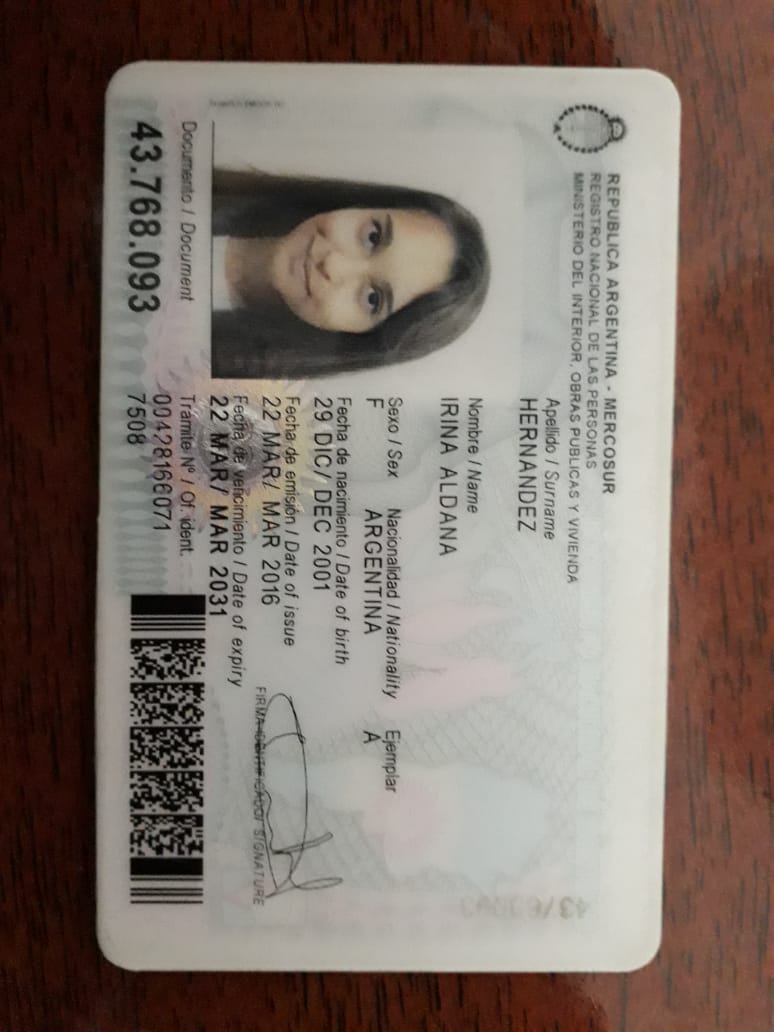 REPUBLICA ARGENTINA - MERCOSUR
REGISTRO NACIONAL DE LAS PERSONAS
MINISTERIO DEL INTERIOR, OBRAS PUBLICAS Y VIVIENDA
Apellido / Surname
HERNANDEZ
Nombre / Name
IRINA ALDANA
Sexo / Sex Nacionalidad / Nationality Ejemplar
F ARGENTINA A
Fecha de nacimiento / Date of birth
29 DIC/ DEC 2001
Fecha de emisión / Date of issue
22 MAR/ MAR 2016
Fecha de vencimiento / Date of expiry
22 MAR/ MAR 2031
FIRMA IDENTIFICADO/ SIGNATURE
Documento / Document
43.768.093
Trámite Nº / Of. ident.
00428166071
7508